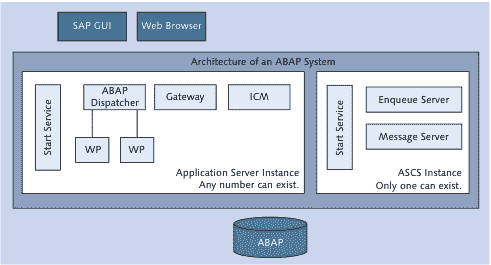 SAP GUI
Web Browser
Architecture of an ABAP System
Start Service
ABAP
Dispatcher
Gateway
ICM
WP
WP
Application Server Instance
Any number can exist.
Start Service
Enqueue Server
Message Server
ASCS Instance
Only one can exist.
ABAP